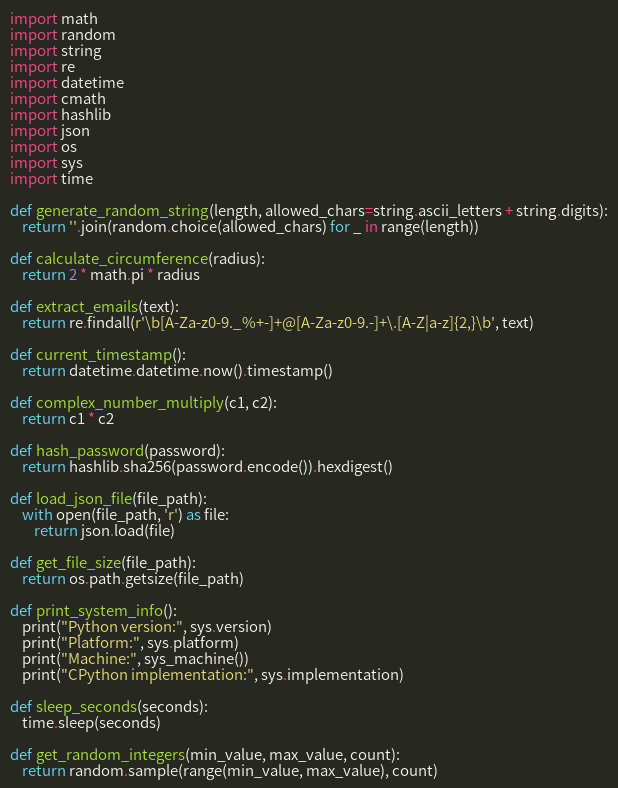 import math
import random
import string
import re
import datetime
import cmath
import hashlib
import json
import os
import sys
import time

def generate_random_string(length, allowed_chars=string.ascii_letters + string.digits):
    return ''.join(random.choice(allowed_chars) for _ in range(length))

def calculate_circumference(radius):
    return 2 * math.pi * radius

def extract_emails(text):
    return re.findall(r'\b[A-Za-z0-9._%+-]+@[A-Za-z0-9.-]+\.[A-Z|a-z]{2,}\b', text)

def current_timestamp():
    return datetime.datetime.now().timestamp()

def complex_number_multiply(c1, c2):
    return c1 * c2

def hash_password(password):
    return hashlib.sha256(password.encode()).hexdigest()

def load_json_file(file_path):
    with open(file_path, 'r') as file:
        return json.load(file)

def get_file_size(file_path):
    return os.path.getsize(file_path)

def print_system_info():
    print("Python version:", sys.version)
    print("Platform:", sys.platform)
    print("Machine:", sys_machine())
    print("CPython implementation:", sys.implementation)

def sleep_seconds(seconds):
    time.sleep(seconds)

def get_random_integers(min_value, max_value, count):
    return random.sample(range(min_value, max_value), count)